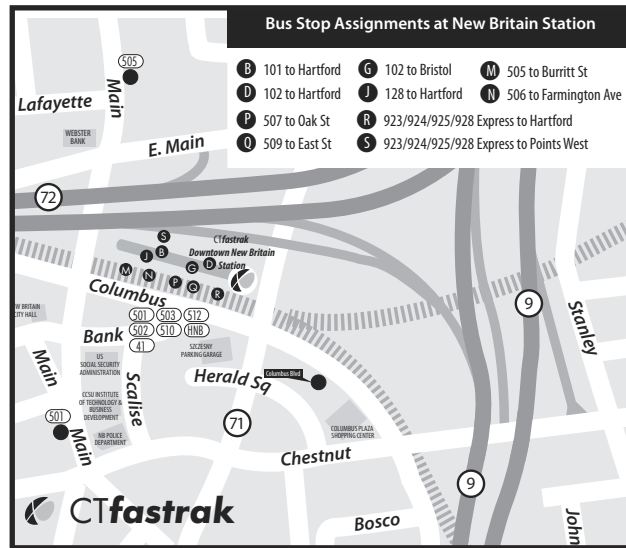 Bus Stop Assignments at New Britain Station
B 101 to Hartford
G 102 to Bristol
M 505 to Burritt St
D 102 to Hartford
J 128 to Hartford
N 506 to Farmington Ave
P 507 to Oak St
R 923/924/925/928 Express to Hartford
Q 509 to East St
S 923/924/925/928 Express to Points West
505
Main
Lafayette
WEBSTER
BANK
E. Main
72
S
CTfastrak
Downtown New Britain
Station
B
J
G
D
M
N
P
Q
R
Columbus
9
Stanley
CITY HALL
501 503 512
502 510 HNB
41
Bank
US
SOCIAL SECURITY
ADMINISTRATION
SZCZESNY
PARKING GARAGE
Main
Scalise
Herald Sq
Columbus Blvd
CCSU INSTITUTE
OF TECHNOLOGY &
BUSINESS
DEVELOPMENT
501
Main
NB POLICE
DEPARTMENT
71
COLUMBUS PLAZA
SHOPPING CENTER
Chestnut
9
CTfastrak
Bosco
John